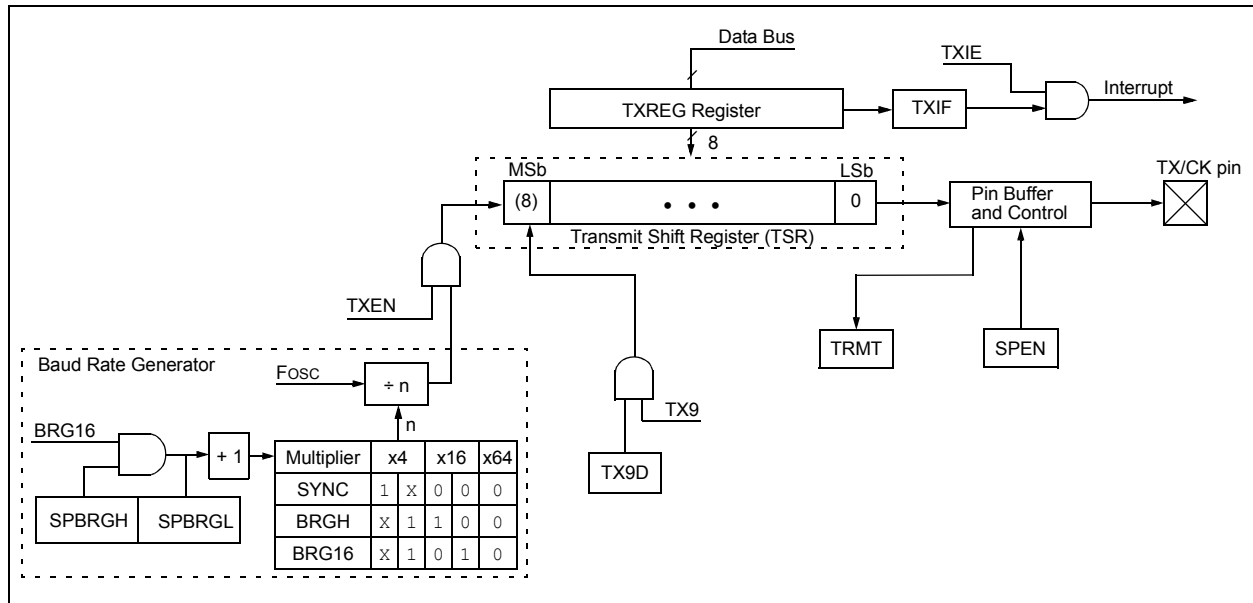 Data Bus
TXIE
Interrupt
TXREG Register
TXIF
8
MSb
LSb
TX/CK pin
(8)
• • •
0
Pin Buffer
and Control
Transmit Shift Register (TSR)
TXEN
TRMT
SPEN
Baud Rate Generator
FOSC
÷ n
TX9
n
BRG16
+ 1
Multiplier x4 x16 x64
TX9D
SYNC 1 X 0 0 0
SPBRGH SPBRGL
BRGH X 1 1 0 0
BRG16 X 1 0 1 0